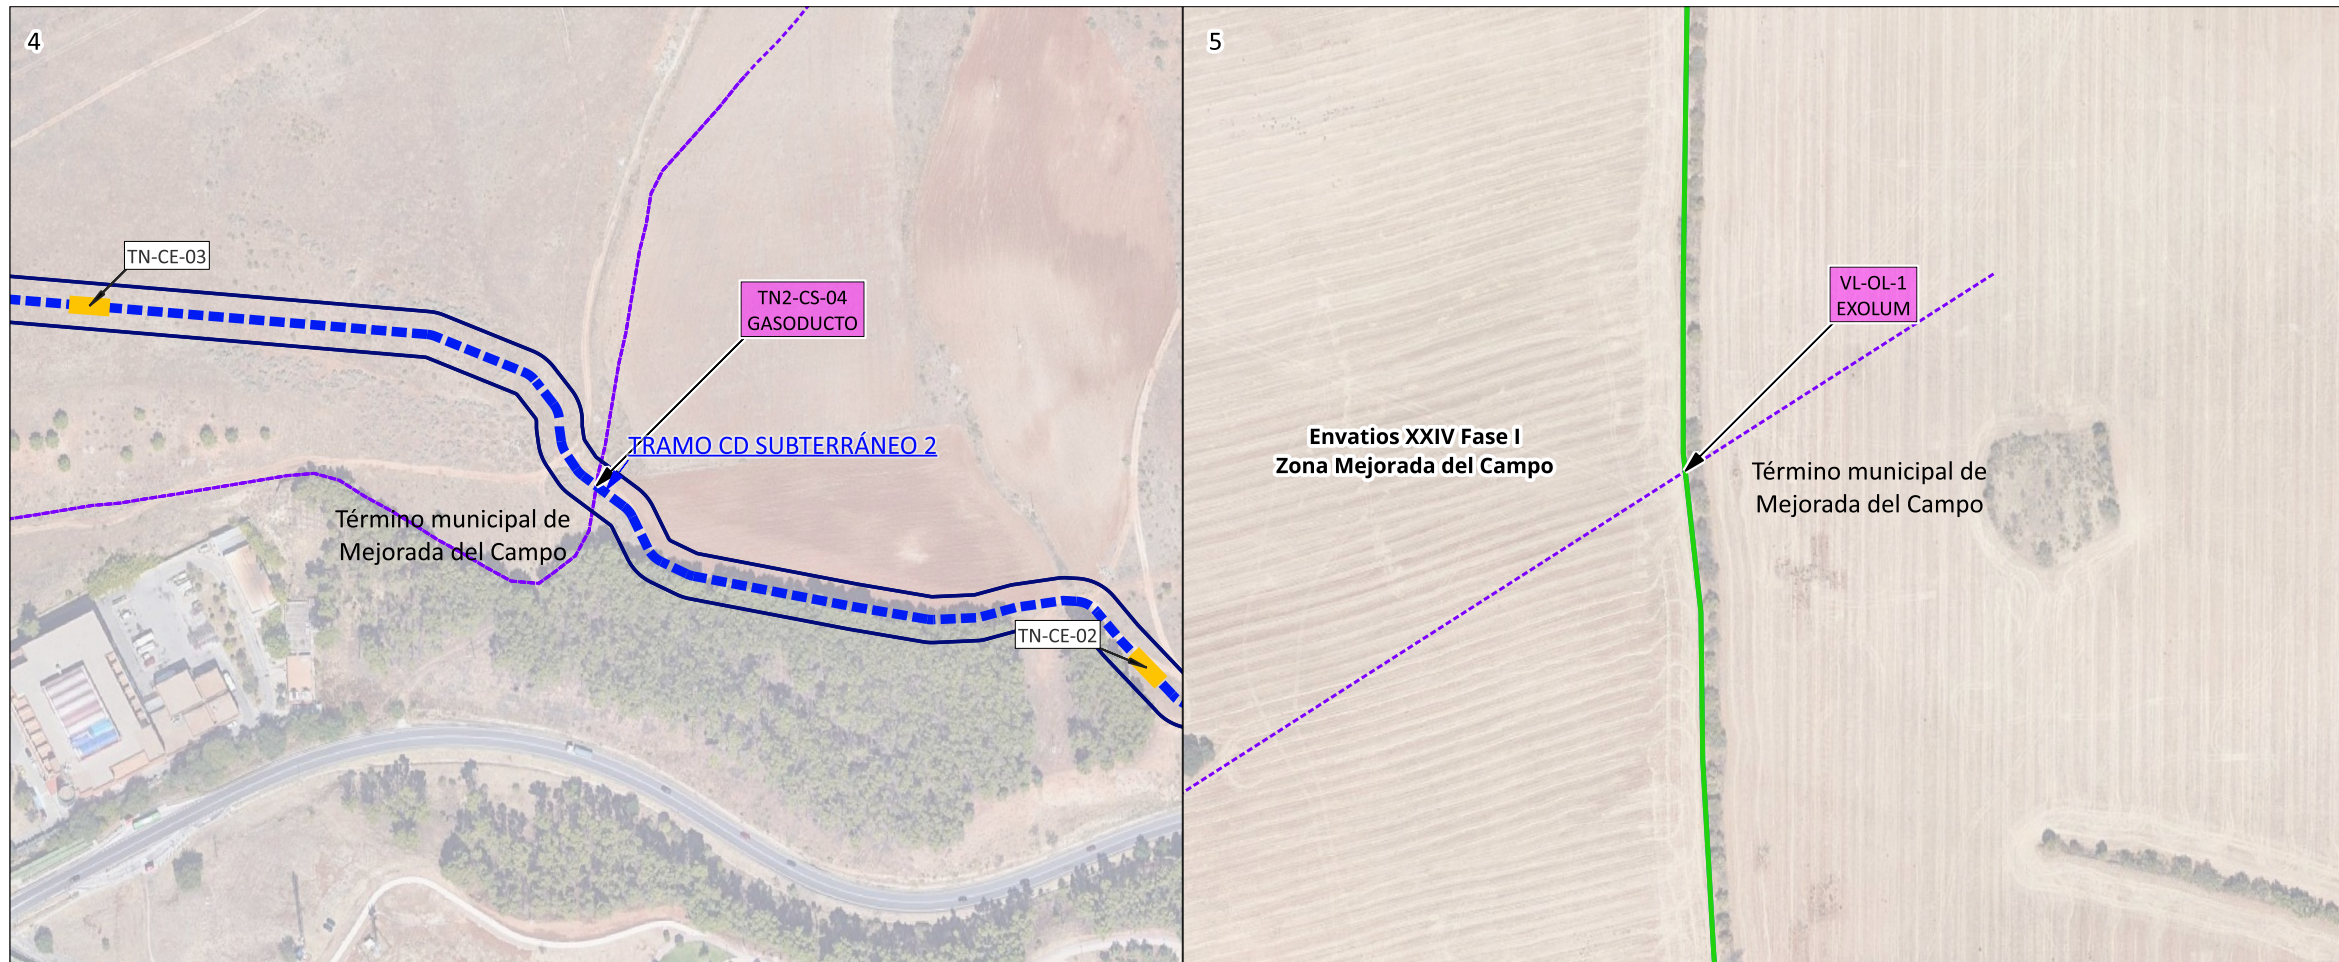 4
TN-CE-03
TN2-CS-04
GASODUCTO
TRAMO CD SUBTERRÁNEO 2
Término municipal de
Mejorada del Campo
TN-CE-02
5
VL-OL-1
EXOLUM
Envatios XXIV Fase I
Zona Mejorada del Campo
Término municipal de
Mejorada del Campo